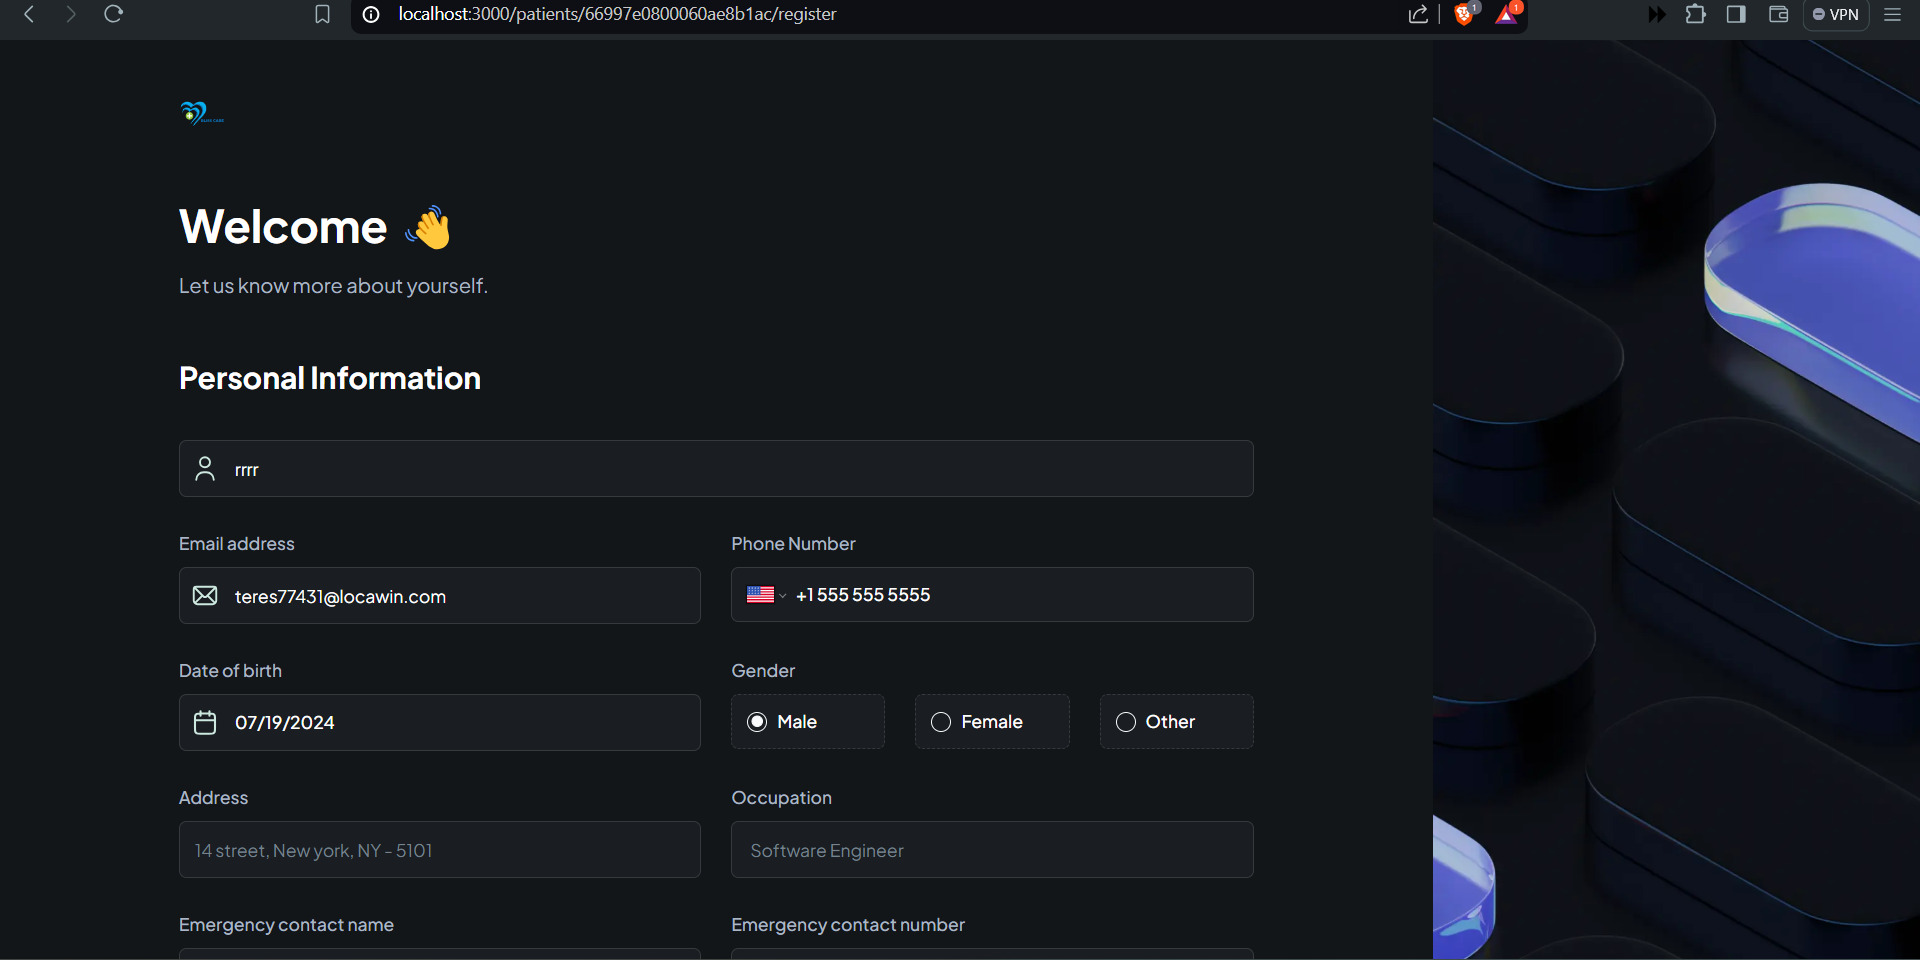 localhost:3000/patients/66997e0800060ae8b1ac/register
1
1
VPN
Welcome 👋
Let us know more about yourself.
Personal Information
rrrr
Email address
Phone Number
teres77431@locawin.com
+1 555 555 5555
Date of birth
Gender
07/19/2024
Male
Female
Other
Address
Occupation
14 street, New york, NY - 5101
Software Engineer
Emergency contact name
Emergency contact number